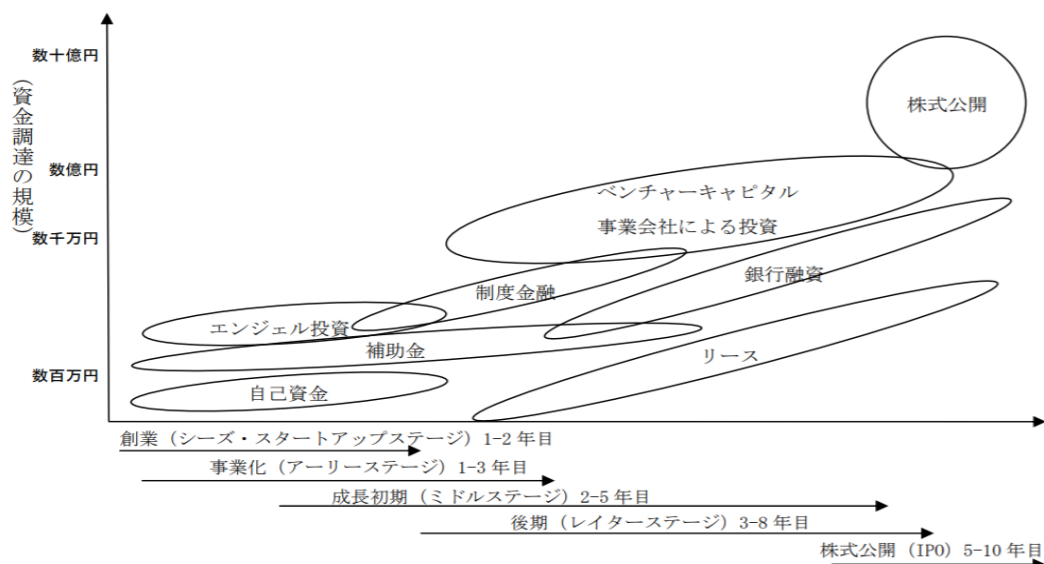 数十億円
(資金調達の規模)
数億円
数千万円
数百万円
株式公開
ベンチャーキャピタル
事業会社による投資
銀行融資
制度金融
エンジェル投資
補助金
リース
自己資金
創業（シーズ・スタートアップステージ）1-2 年目
事業化（アーリーステージ）1-3 年目
成長初期（ミドルステージ）2-5 年目
後期（レイターステージ）3-8 年目
株式公開（IPO）5-10 年目